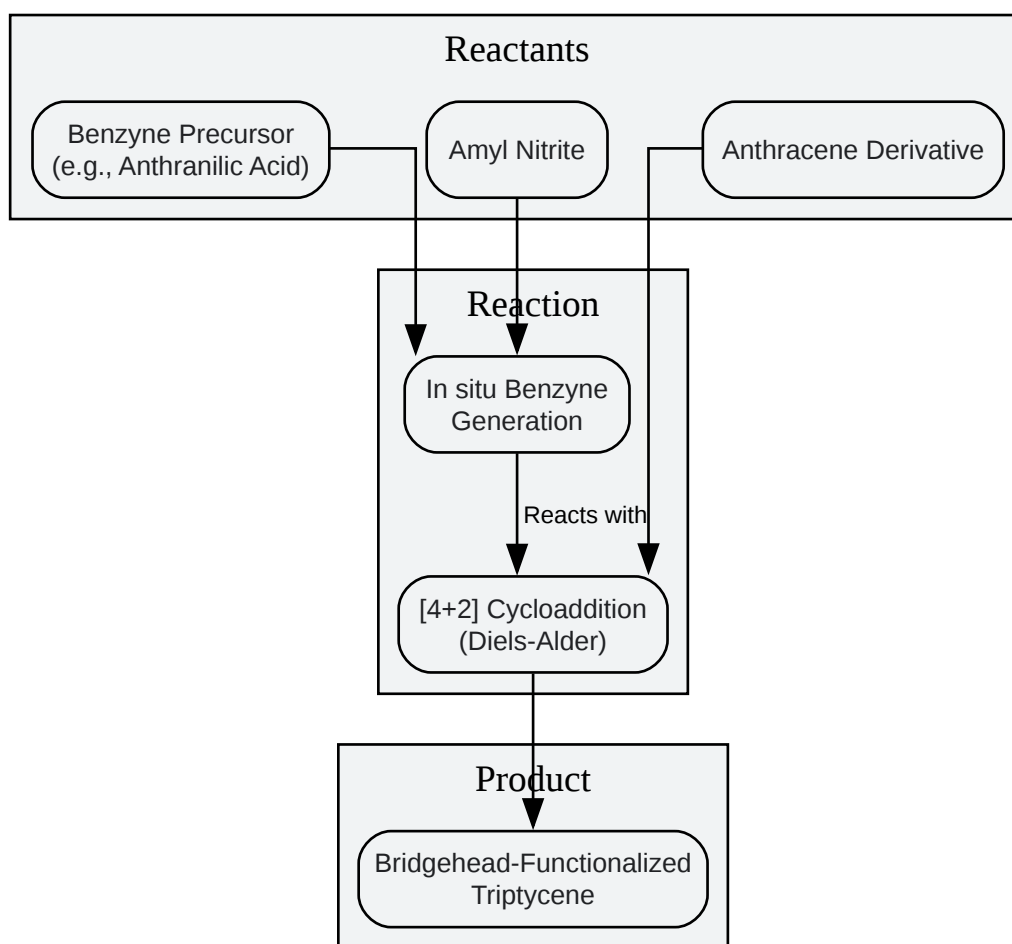 Reactants
Benzyne Precursor
(e.g., Anthranilic Acid)
Amyl Nitrite
Anthracene Derivative
Reaction
In situ Benzyne
Generation
Reacts with
[4+2] Cycloaddition
(Diels-Alder)
Product
Bridgehead-Functionalized
Triptycene